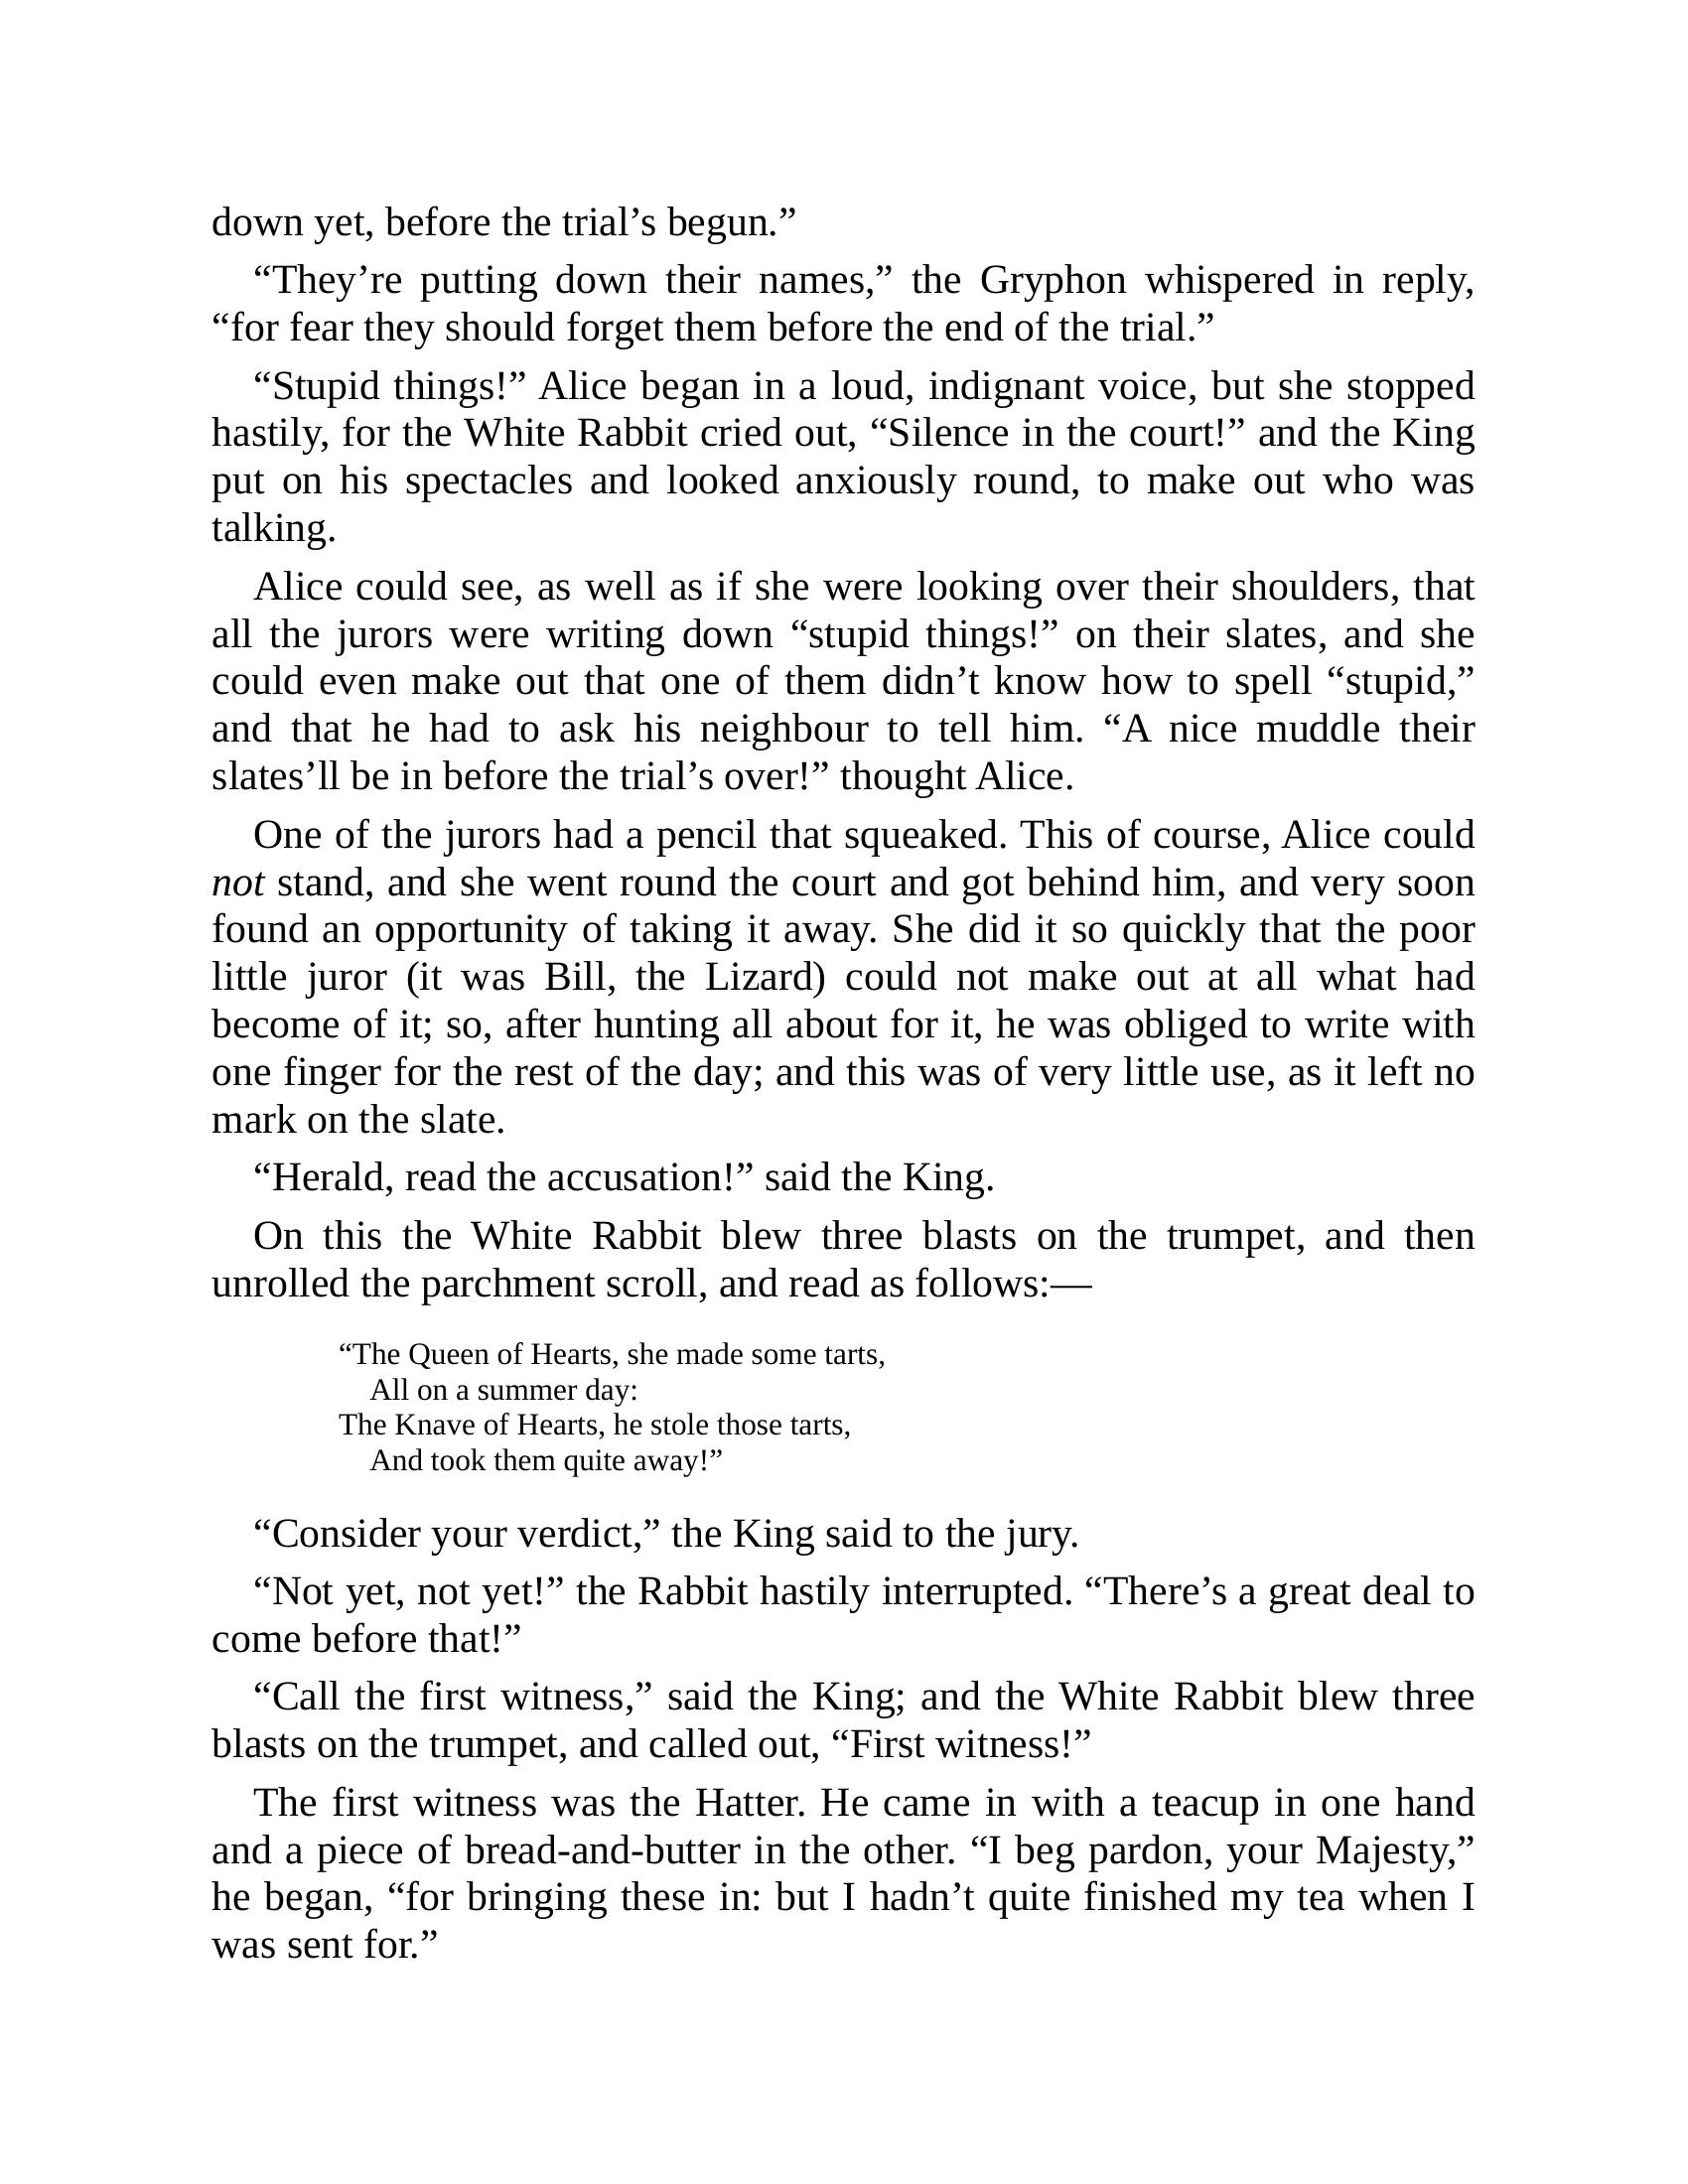 down yet, before the trial’s begun.”
“They’re putting down their names,” the Gryphon whispered in reply,
“for fear they should forget them before the end of the trial.”
“Stupid things!” Alice began in a loud, indignant voice, but she stopped
hastily, for the White Rabbit cried out, “Silence in the court!” and the King
put on his spectacles and looked anxiously round, to make out who was
talking.
Alice could see, as well as if she were looking over their shoulders, that
all the jurors were writing down “stupid things!” on their slates, and she
could even make out that one of them didn’t know how to spell “stupid,”
and that he had to ask his neighbour to tell him. “A nice muddle their
slates’ll be in before the trial’s over!” thought Alice.
One of the jurors had a pencil that squeaked. This of course, Alice could
not stand, and she went round the court and got behind him, and very soon
found an opportunity of taking it away. She did it so quickly that the poor
little juror (it was Bill, the Lizard) could not make out at all what had
become of it; so, after hunting all about for it, he was obliged to write with
one finger for the rest of the day; and this was of very little use, as it left no
mark on the slate.
“Herald, read the accusation!” said the King.
On this the White Rabbit blew three blasts on the trumpet, and then
unrolled the parchment scroll, and read as follows:—
“The Queen of Hearts, she made some tarts,
All on a summer day:
The Knave of Hearts, he stole those tarts,
And took them quite away!”
“Consider your verdict,” the King said to the jury.
“Not yet, not yet!” the Rabbit hastily interrupted. “There’s a great deal to
come before that!”
“Call the first witness,” said the King; and the White Rabbit blew three
blasts on the trumpet, and called out, “First witness!”
The first witness was the Hatter. He came in with a teacup in one hand
and a piece of bread-and-butter in the other. “I beg pardon, your Majesty,”
he began, “for bringing these in: but I hadn’t quite finished my tea when I
was sent for.”